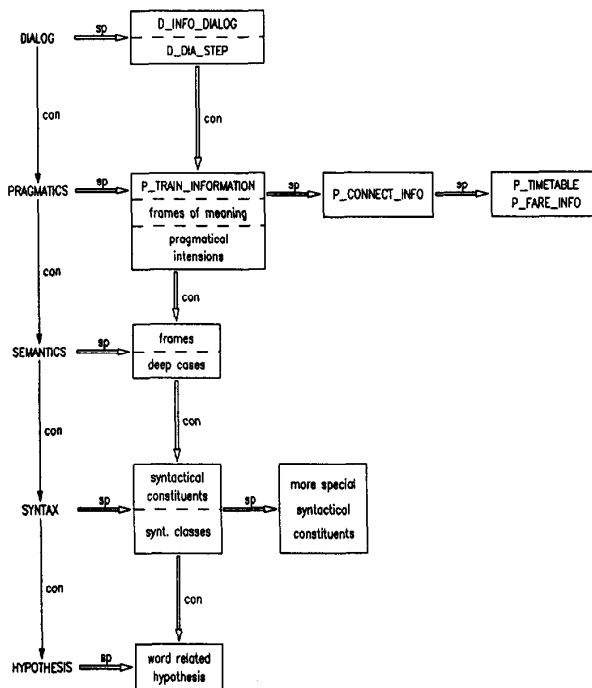 D_INFO_DIALOG
DIALOG
sp
D_DIA_STEP
con
con
PRAGMATICS
sp
P_TRAIN_INFORMATION
sp
P_CONNECT_INFO
sp
P_TIMETABLE
P_FARE_INFO
frames of meaning
pragmatical
intensions
con
con
SEMANTICS
sp
frames
deep cases
con
con
SYNTAX
sp
syntactical
constituents
synt. classes
sp
more special
syntactical
constituents
con
con
HYPOTHESIS
sp
word related
hypothesis